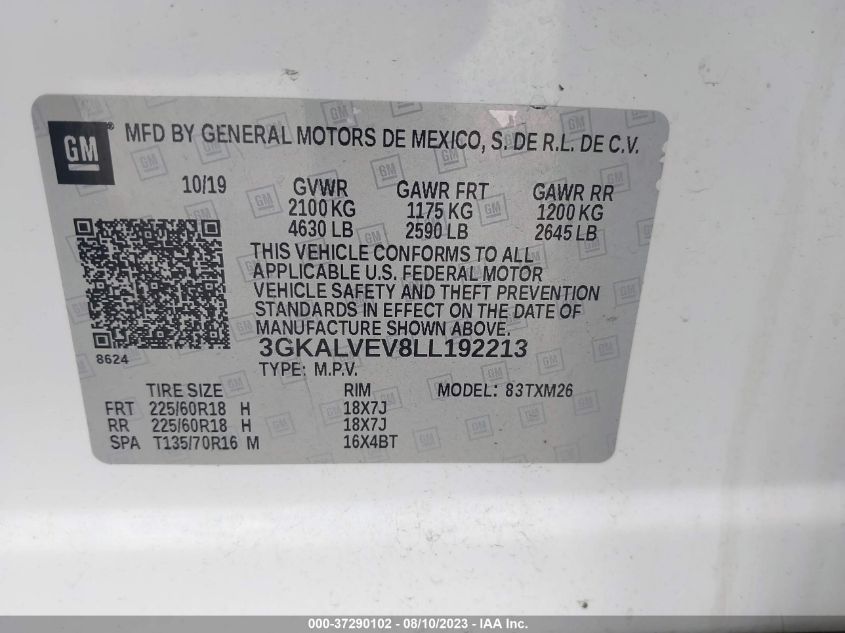 GM ® MFD BY GENERAL MOTORS DE MEXICO, S. DE R.L. DE C.V.
10/19 GVWR GAWR FRT GAWR RR
2100 KG 1175 KG 1200 KG
4630 LB 2590 LB 2645 LB
THIS VEHICLE CONFORMS TO ALL
APPLICABLE U.S. FEDERAL MOTOR
VEHICLE SAFETY AND THEFT PREVENTION
STANDARDS IN EFFECT ON THE DATE OF
MANUFACTURE SHOWN ABOVE.
8624 3GKALVEV8LL192213
TYPE: M.P.V.
TIRE SIZE RIM MODEL: 83TXM26
FRT 225/60R18 H 18X7J
RR 225/60R18 H 18X7J
SPA T135/70R16 M 16X4BT
000-37290102 - 08/10/2023 - Copyright IAA, Inc.